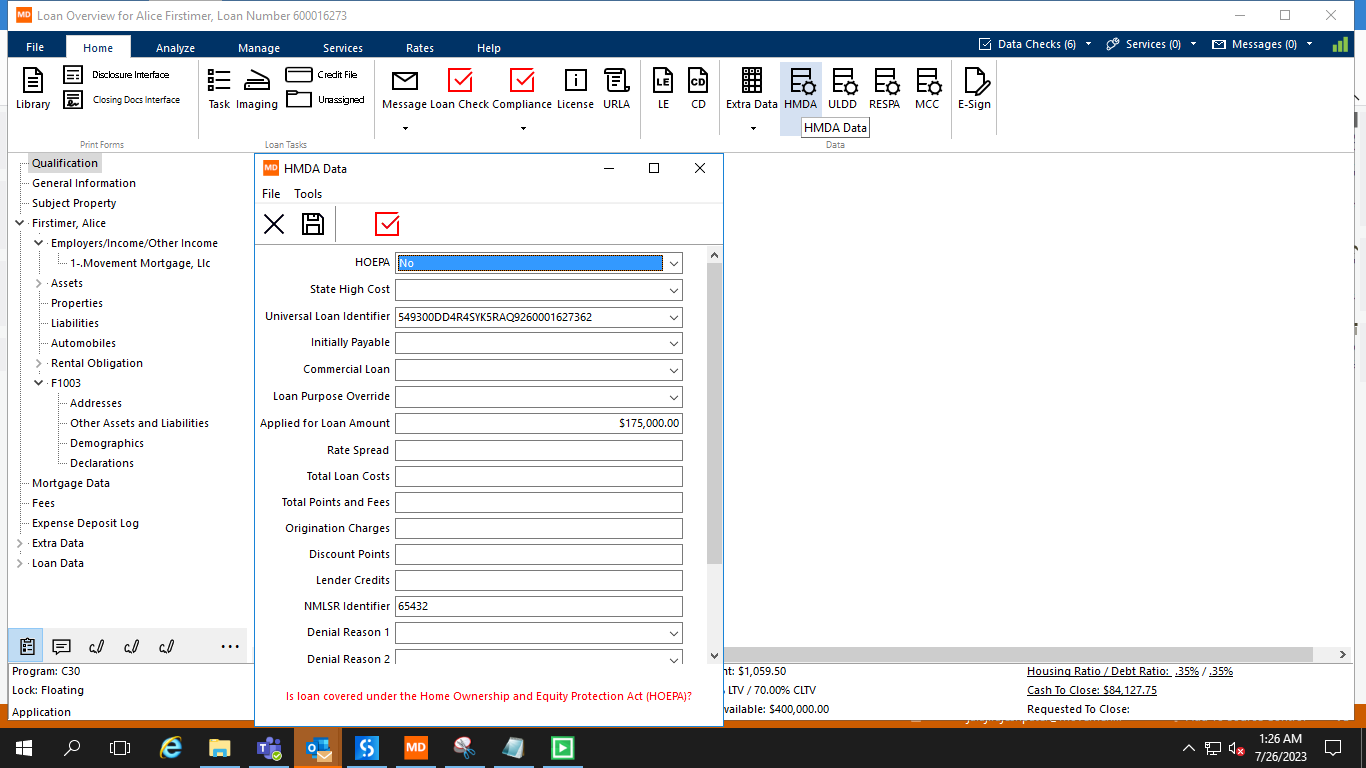 MD Loan Overview for Alice Firstimer, Loan Number 600016273
File Home Analyze Manage Services Rates Help Data Checks (6) Services (0) Messages (0)
Library Disclosure Interface Closing Docs Interface
Print Forms
Task Imaging Credit File Unassigned
Loan Tasks
Message Loan Check Compliance License URLA
LE LE CD CD
Extra Data HMDA ULDD RESPA MCC
HMDA Data
Data
E-Sign
Qualification
General Information
Subject Property
Firstimer, Alice
Employers/Income/Other Income
1-.Movement Mortgage, Llc
Assets
Properties
Liabilities
Automobiles
Rental Obligation
F1003
Addresses
Other Assets and Liabilities
Demographics
Declarations
Mortgage Data
Fees
Expense Deposit Log
Extra Data
Loan Data
MD HMDA Data
File Tools
HOEPA No
State High Cost
Universal Loan Identifier 549300DD4R4SYK5RAQ9260001627362
Initially Payable
Commercial Loan
Loan Purpose Override
Applied for Loan Amount $175,000.00
Rate Spread
Total Loan Costs
Total Points and Fees
Origination Charges
Discount Points
Lender Credits
NMLSR Identifier 65432
Denial Reason 1
Denial Reason 2
Is loan covered under the Home Ownership and Equity Protection Act (HOEPA)?
Program: C30
Lock: Floating
Application
nt: $1,059.50
LTV / 70.00% CLTV
vailable: $400,000.00
Housing Ratio / Debt Ratio: .35% / .35%
Cash To Close: $84,127.75
Requested To Close:
MD
1:26 AM
7/26/2023